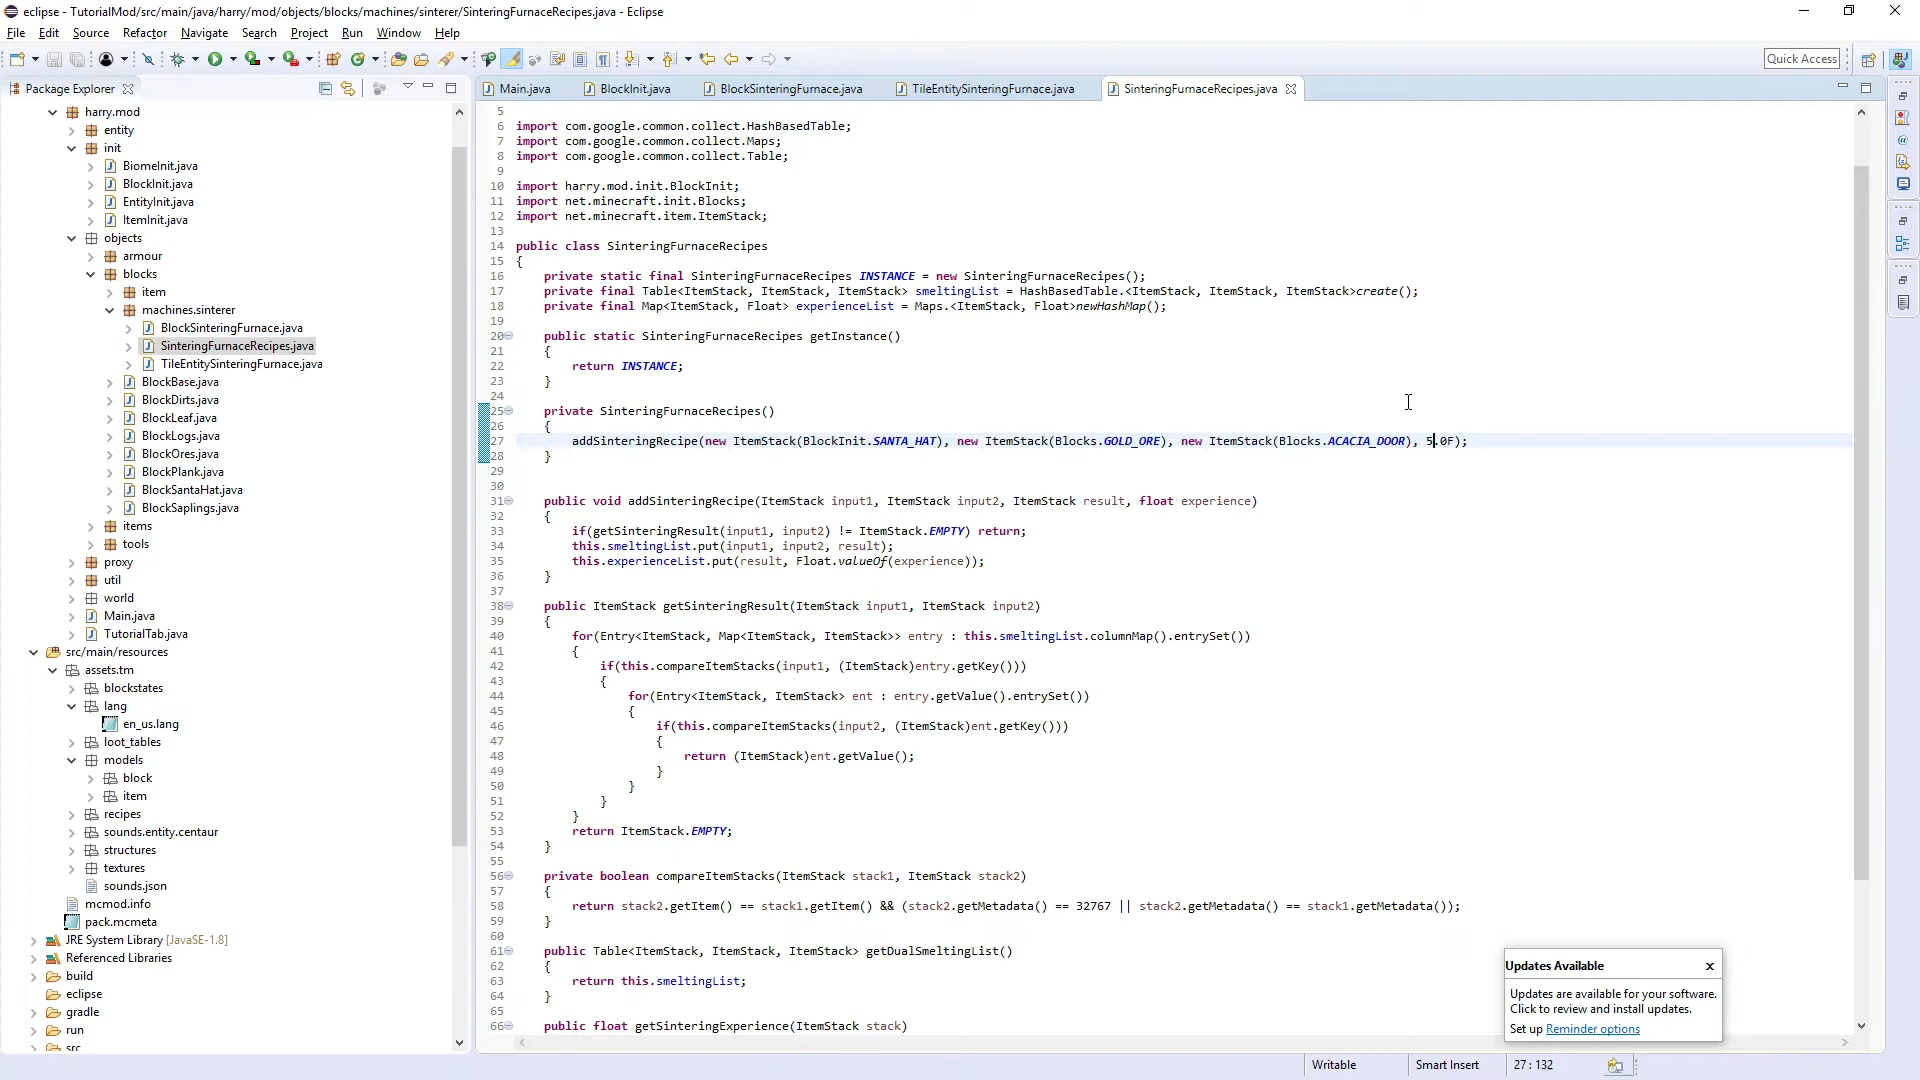 eclipse - TutorialMod/src/main/java/harry/mod/objects/blocks/machines/sinterer/SinteringFurnaceRecipes.java - Eclipse
File Edit Source Refactor Navigate Search Project Run Window Help
Quick Access
Package Explorer
harry.mod
entity
init
BiomeInit.java
BlockInit.java
EntityInit.java
ItemInit.java
objects
armour
blocks
item
machines.sinterer
BlockSinteringFurnace.java
SinteringFurnaceRecipes.java
TileEntitySinteringFurnace.java
BlockBase.java
BlockDirts.java
BlockLeaf.java
BlockLogs.java
BlockOres.java
BlockPlank.java
BlockSantaHat.java
BlockSaplings.java
items
tools
proxy
util
world
Main.java
TutorialTab.java
src/main/resources
assets.tm
blockstates
lang
en_us.lang
loot_tables
models
block
item
recipes
sounds.entity.centaur
structures
textures
sounds.json
mcmod.info
pack.mcmeta
JRE System Library [JavaSE-1.8]
Referenced Libraries
build
eclipse
gradle
run
src
Main.java BlockInit.java BlockSinteringFurnace.java TileEntitySinteringFurnace.java SinteringFurnaceRecipes.java
5
6 import com.google.common.collect.HashBasedTable;
7 import com.google.common.collect.Maps;
8 import com.google.common.collect.Table;
9
10 import harry.mod.init.BlockInit;
11 import net.minecraft.init.Blocks;
12 import net.minecraft.item.ItemStack;
13
14 public class SinteringFurnaceRecipes
15 {
16 private static final SinteringFurnaceRecipes INSTANCE = new SinteringFurnaceRecipes();
17 private final Table<ItemStack, ItemStack, ItemStack> smeltingList = HashBasedTable.<ItemStack, ItemStack, ItemStack>create();
18 private final Map<ItemStack, Float> experienceList = Maps.<ItemStack, Float>newHashMap();
19
20 public static SinteringFurnaceRecipes getInstance()
21 {
22 return INSTANCE;
23 }
24
25 private SinteringFurnaceRecipes()
26 {
27 addSinteringRecipe(new ItemStack(BlockInit.SANTA_HAT), new ItemStack(Blocks.GOLD_ORE), new ItemStack(Blocks.ACACIA_DOOR), 5.0F);
28 }
29
30
31 public void addSinteringRecipe(ItemStack input1, ItemStack input2, ItemStack result, float experience)
32 {
33 if(getSinteringResult(input1, input2) != ItemStack.EMPTY) return;
34 this.smeltingList.put(input1, input2, result);
35 this.experienceList.put(result, Float.valueOf(experience));
36 }
37
38 public ItemStack getSinteringResult(ItemStack input1, ItemStack input2)
39 {
40 for(Entry<ItemStack, Map<ItemStack, ItemStack>> entry : this.smeltingList.columnMap().entrySet())
41 {
42 if(this.compareItemStacks(input1, (ItemStack)entry.getKey()))
43 {
44 for(Entry<ItemStack, ItemStack> ent : entry.getValue().entrySet())
45 {
46 if(this.compareItemStacks(input2, (ItemStack)ent.getKey()))
47 {
48 return (ItemStack)ent.getValue();
49 }
50 }
51 }
52 }
53 return ItemStack.EMPTY;
54 }
55
56 private boolean compareItemStacks(ItemStack stack1, ItemStack stack2)
57 {
58 return stack2.getItem() == stack1.getItem() && (stack2.getMetadata() == 32767 || stack2.getMetadata() == stack1.getMetadata());
59 }
60
61 public Table<ItemStack, ItemStack, ItemStack> getDualSmeltingList()
62 {
63 return this.smeltingList;
64 }
65
66 public float getSinteringExperience(ItemStack stack)
Updates Available x
Updates are available for your software.
Click to review and install updates.
Set up Reminder options
Writable Smart Insert 27 : 132